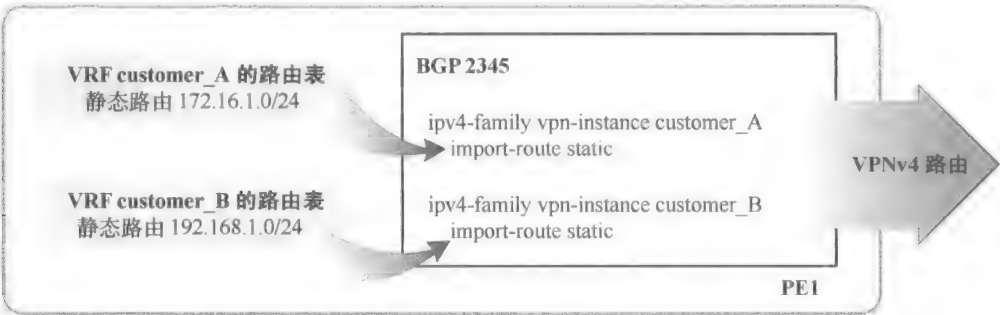 VRF customer_A 的路由表
静态路由 172.16.1.0/24
BGP 2345
ipv4-family vpn-instance customer_A
import-route static
VRF customer_B 的路由表
静态路由 192.168.1.0/24
ipv4-family vpn-instance customer_B
import-route static
VPNv4 路由
PE1